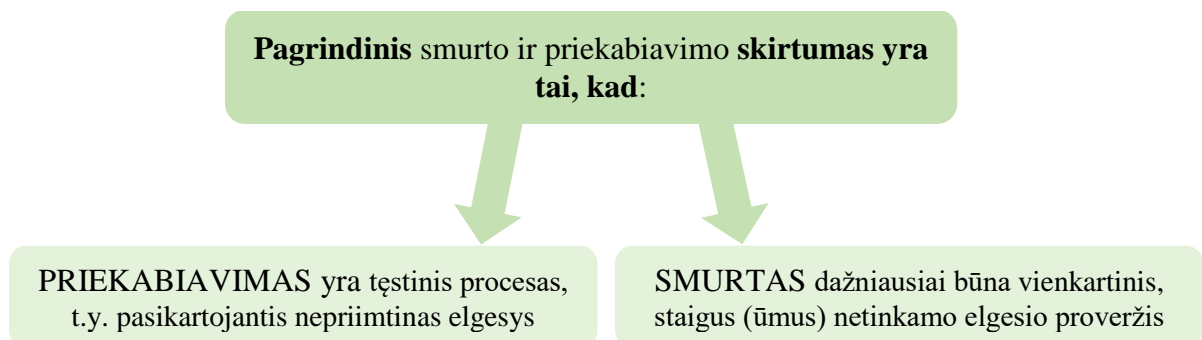 Pagrindinis smurto ir priekabiavimo skirtumas yra
tai, kad:
PRIEKABIAVIMAS yra tęstinis procesas,
t.y. pasikartojantis nepriimtinas elgesys
SMURTAS dažniausiai būna vienkartinis,
staigus (ūmus) netinkamo elgesio proveržis